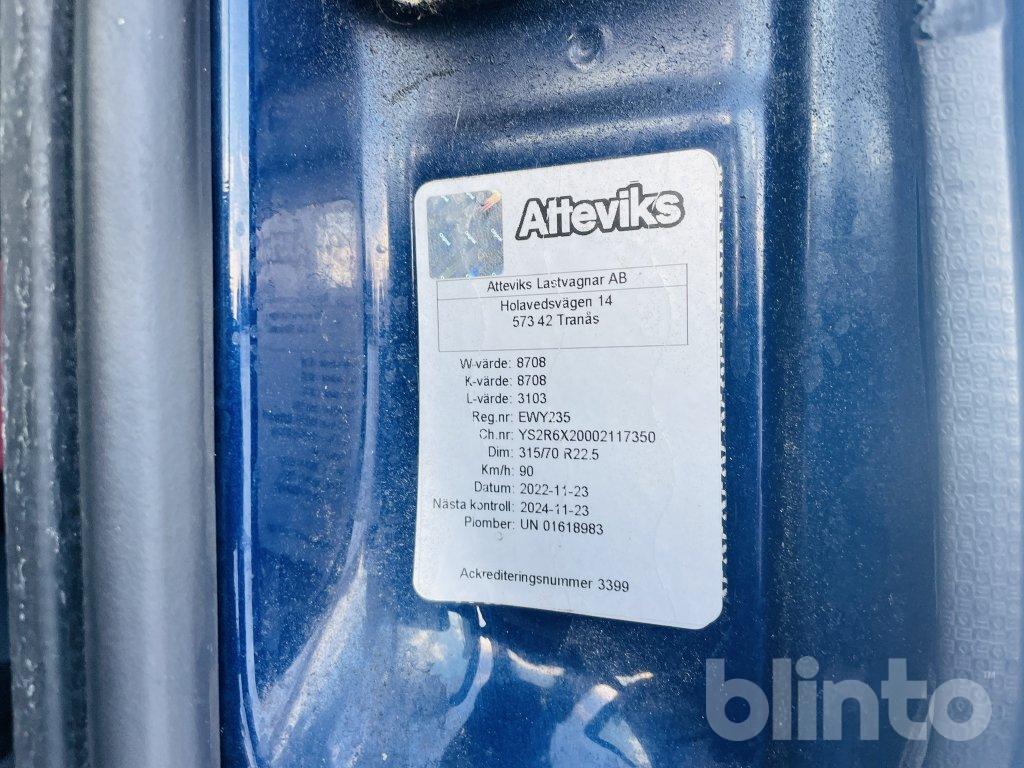 Atteviks
Atteviks Lastvagnar AB
Holavedsvägen 14
573 42 Tranås
W-värde: 8708
K-värde: 8708
L-värde: 3103
Reg.nr: EWY235
Ch.nr: YS2R6X20002117350
Dim: 315/70 R22.5
Km/h: 90
Datum: 2022-11-23
Nästa kontroll: 2024-11-23
Plomber: UN 01618983
Ackrediteringsnummer 3399
blinto™